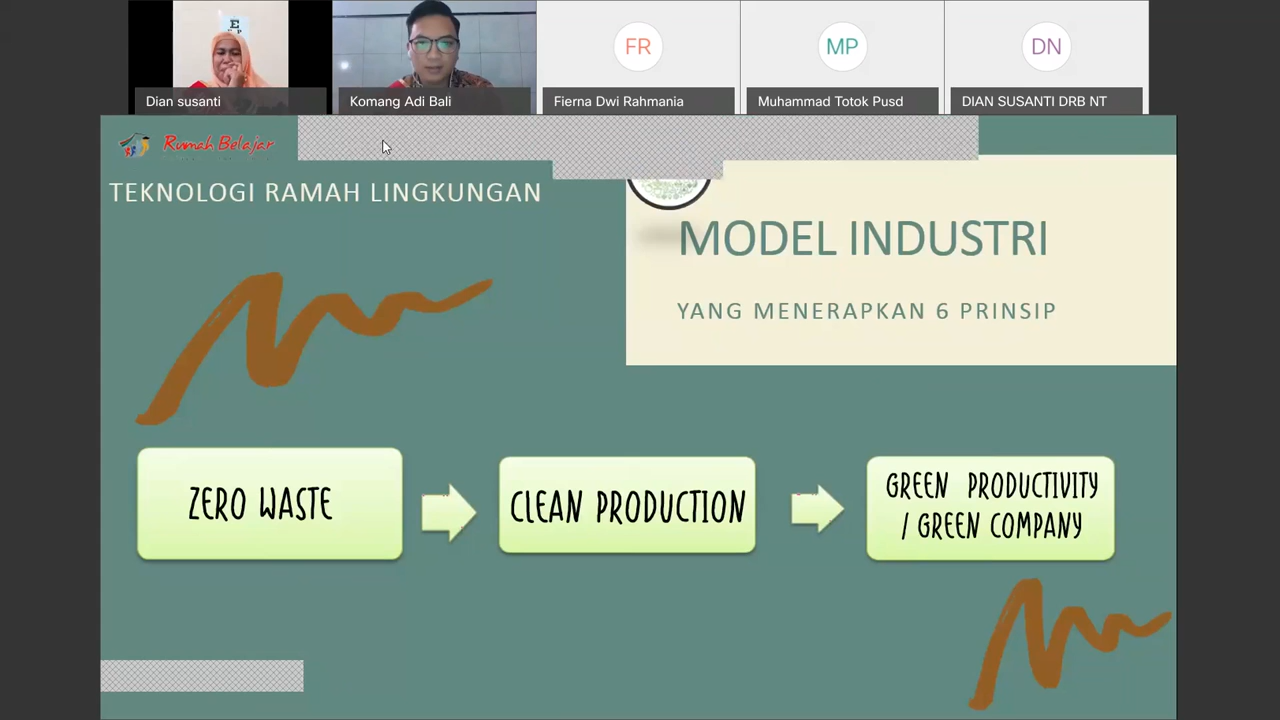 E
Dian susanti
Komang Adi Bali
FR
Fierna Dwi Rahmania
MP
Muhammad Totok Pusd
DN
DIAN SUSANTI DRB NT
Rumah Belajar
TEKNOLOGI RAMAH LINGKUNGAN
MODEL INDUSTRI
YANG MENERAPKAN 6 PRINSIP
ZERO WASTE
CLEAN PRODUCTION
GREEN PRODUCTIVITY
/ GREEN COMPANY